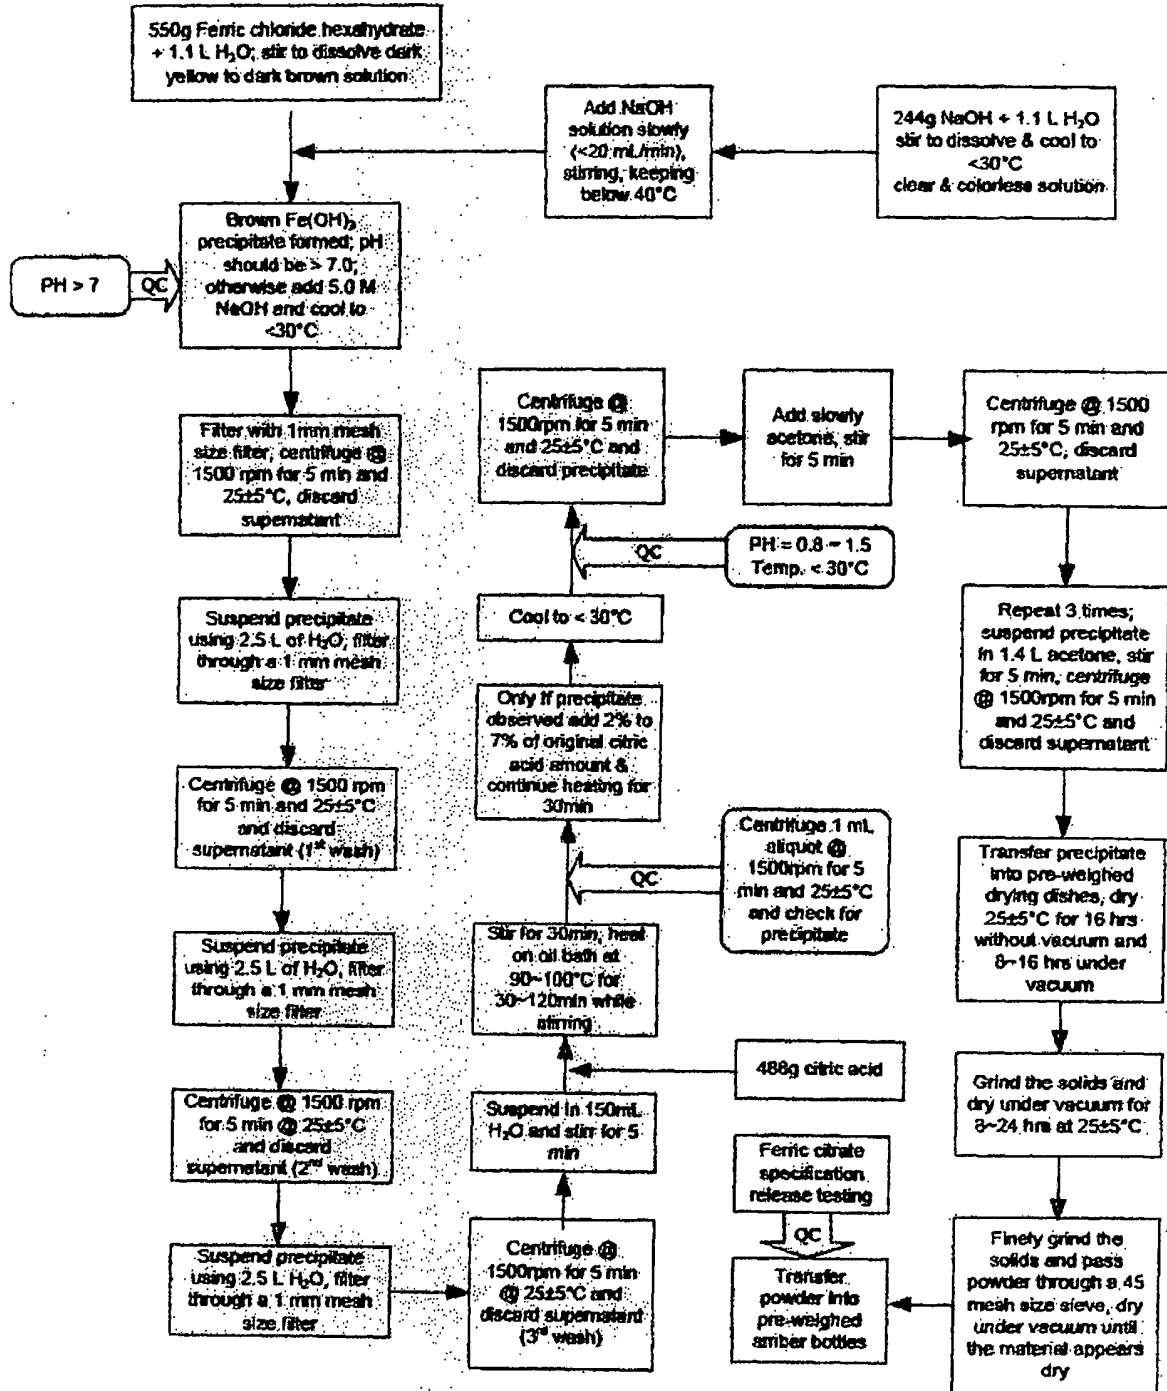 550g Ferric chloride hexahydrate
+ 1.1 L H₂O; stir to dissolve dark
yellow to dark brown solution
244g NaOH + 1.1 L H₂O
stir to dissolve & cool to
<30°C
clear & colorless solution
Add NaOH
solution slowly
(<20 mL/min),
stirring, keeping
below 40°C
Brown Fe(OH)₃
precipitate formed; pH
should be > 7.0;
otherwise add 5.0 M
NaOH and cool to
<30°C
PH > 7
QC
Filter with 1mm mesh
size filter, centrifuge @
1500 rpm for 5 min and
25±5°C, discard
supernatant
Suspend precipitate
using 2.5 L of H₂O, filter
through a 1 mm mesh
size filter
Centrifuge @ 1500 rpm
for 5 min and 25±5°C
and discard
supernatant (1st wash)
Suspend precipitate
using 2.5 L of H₂O, filter
through a 1 mm mesh
size filter
Centrifuge @ 1500 rpm
for 5 min @ 25±5°C
and discard
supernatant (2nd wash)
Suspend precipitate
using 2.5 L H₂O, filter
through a 1 mm mesh
size filter
Centrifuge @
1500rpm for 5 min
@ 25±5°C and
discard supernatant
(3rd wash)
Suspend in 150mL
H₂O and stirr for 5
min
488g citric acid
Stir for 30min, heat
on oil bath at
90~100°C for
30~120min while
stirring
Centrifuge 1 mL
aliquot @
1500rpm for 5
min and 25±5°C
and check for
precipitate
QC
Only if precipitate
observed add 2% to
7% of original citric
acid amount &
continue heating for
30min
Cool to < 30°C
PH = 0.8 ~ 1.5
Temp. < 30°C
QC
Centrifuge @
1500rpm for 5 min
and 25±5°C and
discard precipitate
Add slowly
acetone, stir
for 5 min
Centrifuge @ 1500
rpm for 5 min and
25±5°C, discard
supernatant
Repeat 3 times;
suspend precipitate
in 1.4 L acetone, stir
for 5 min, centrifuge
@ 1500rpm for 5 min
and 25±5°C and
discard supernatant
Transfer precipitate
into pre-weighed
drying dishes, dry
25±5°C for 16 hrs
without vacuum and
8~16 hrs under
vacuum
Grind the solids and
dry under vacuum for
8~24 hrs at 25±5°C
Finely grind the
solids and pass
powder through a 45
mesh size sieve, dry
under vacuum until
the material appears
dry
Ferric citrate
specification
release testing
QC
Transfer
powder into
pre-weighed
amber bottles